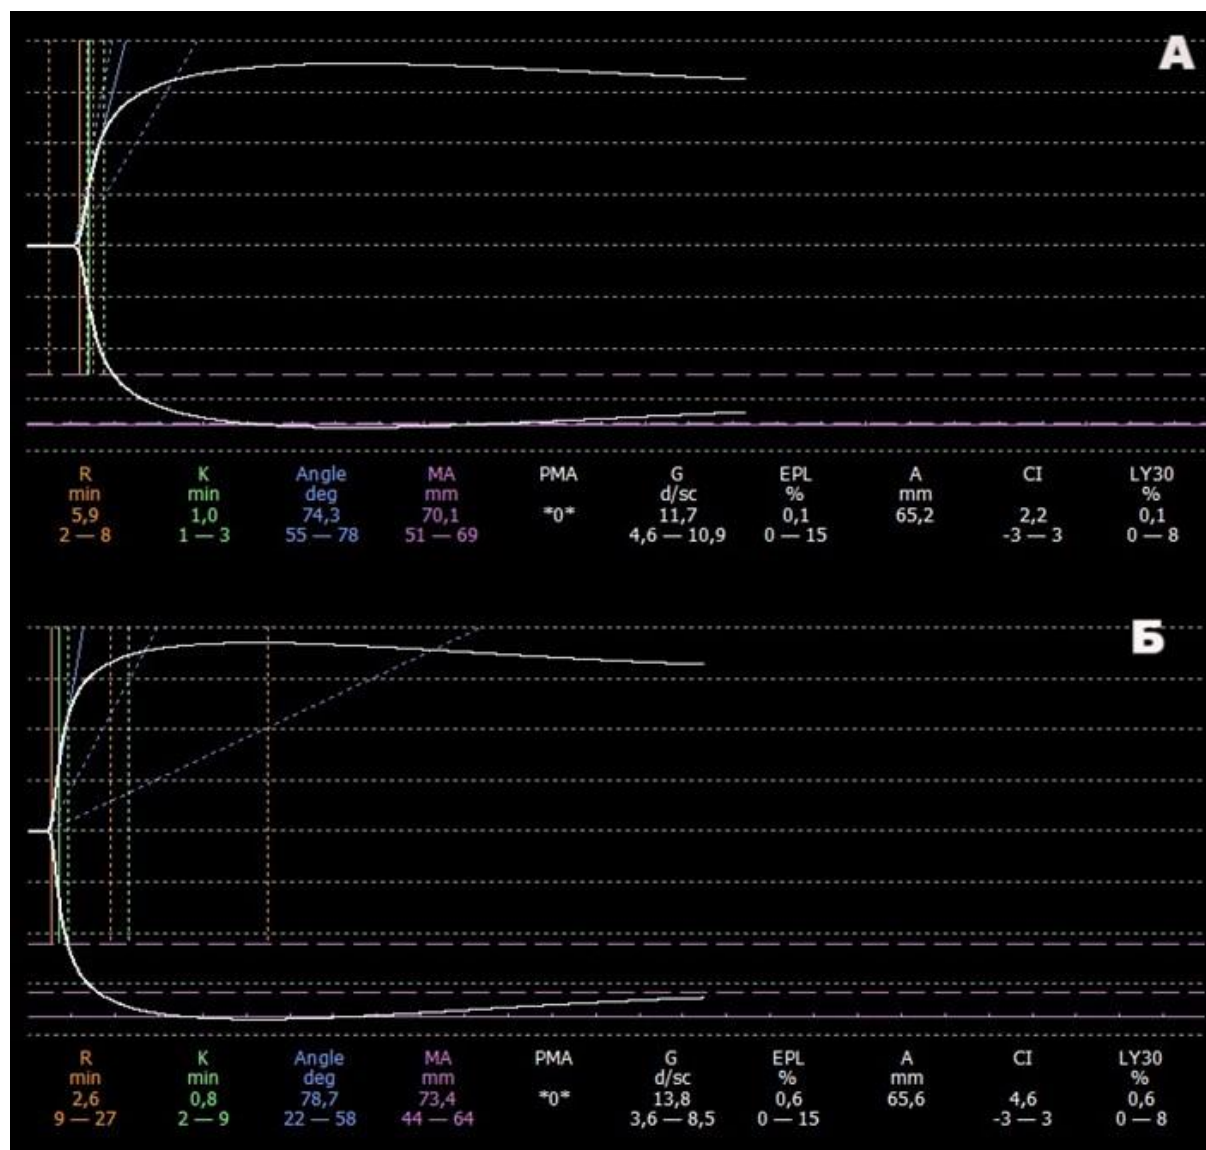 А
R K Angle MA PMA G EPL A CI LY30
min min deg mm d/sc % mm %
5,9 1,0 74,3 70,1 *0* 11,7 0,1 65,2 2,2 0,1
2 — 8 1 — 3 55 — 78 51 — 69 4,6 — 10,9 0 — 15 -3 — 3 0 — 8
Б
R K Angle MA PMA G EPL A CI LY30
min min deg mm d/sc % mm %
2,6 0,8 78,7 73,4 *0* 13,8 0,6 65,6 4,6 0,6
9 — 27 2 — 9 22 — 58 44 — 64 3,6 — 8,5 0 — 15 -3 — 3 0 — 8